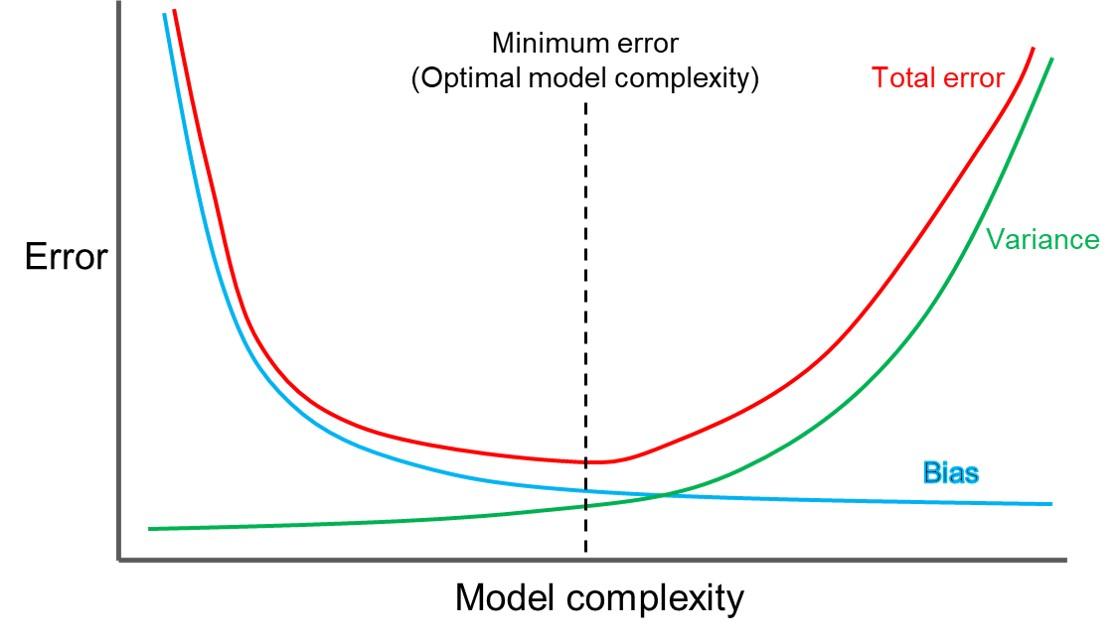 Minimum error
(Optimal model complexity)
Total error
Error
Variance
Bias
Model complexity